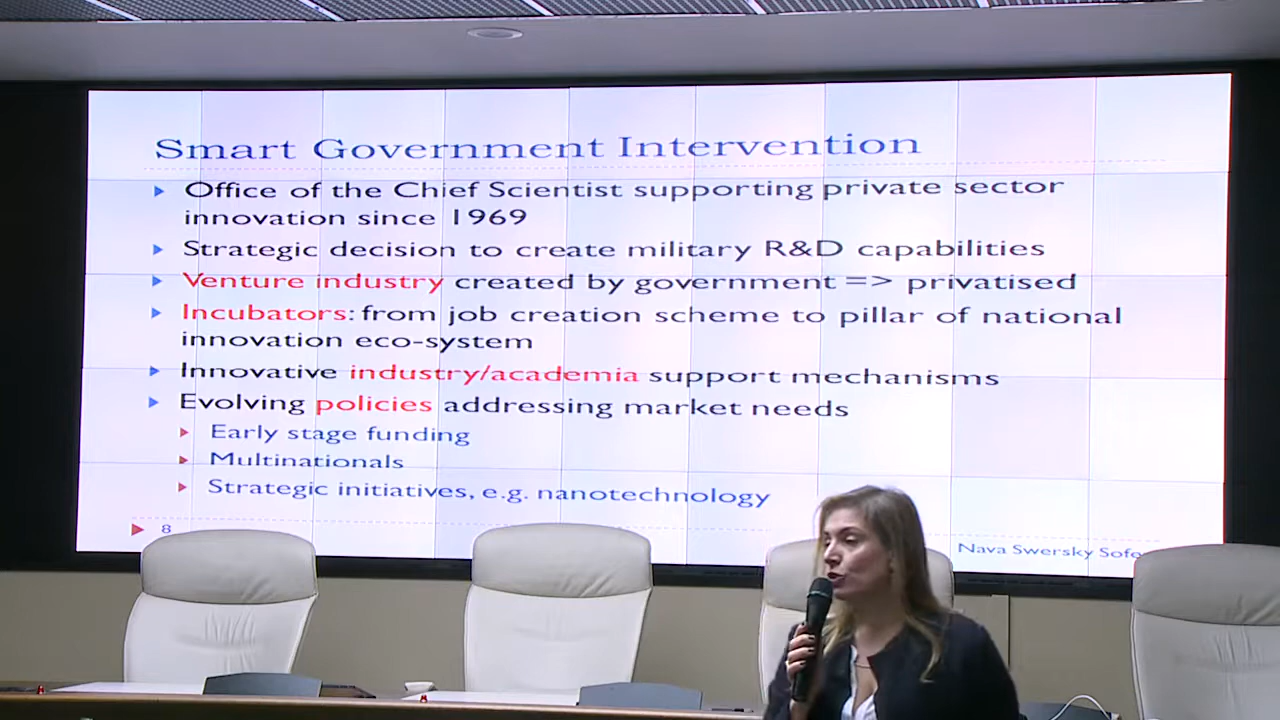 Smart Government Intervention
Office of the Chief Scientist supporting private sector
innovation since 1969
Strategic decision to create military R&D capabilities
Venture industry created by government => privatised
Incubators: from job creation scheme to pillar of national
innovation eco-system
Innovative industry/academia support mechanisms
Evolving policies addressing market needs
Early stage funding
Multinationals
Strategic initiatives, e.g. nanotechnology
8
Nava Swersky